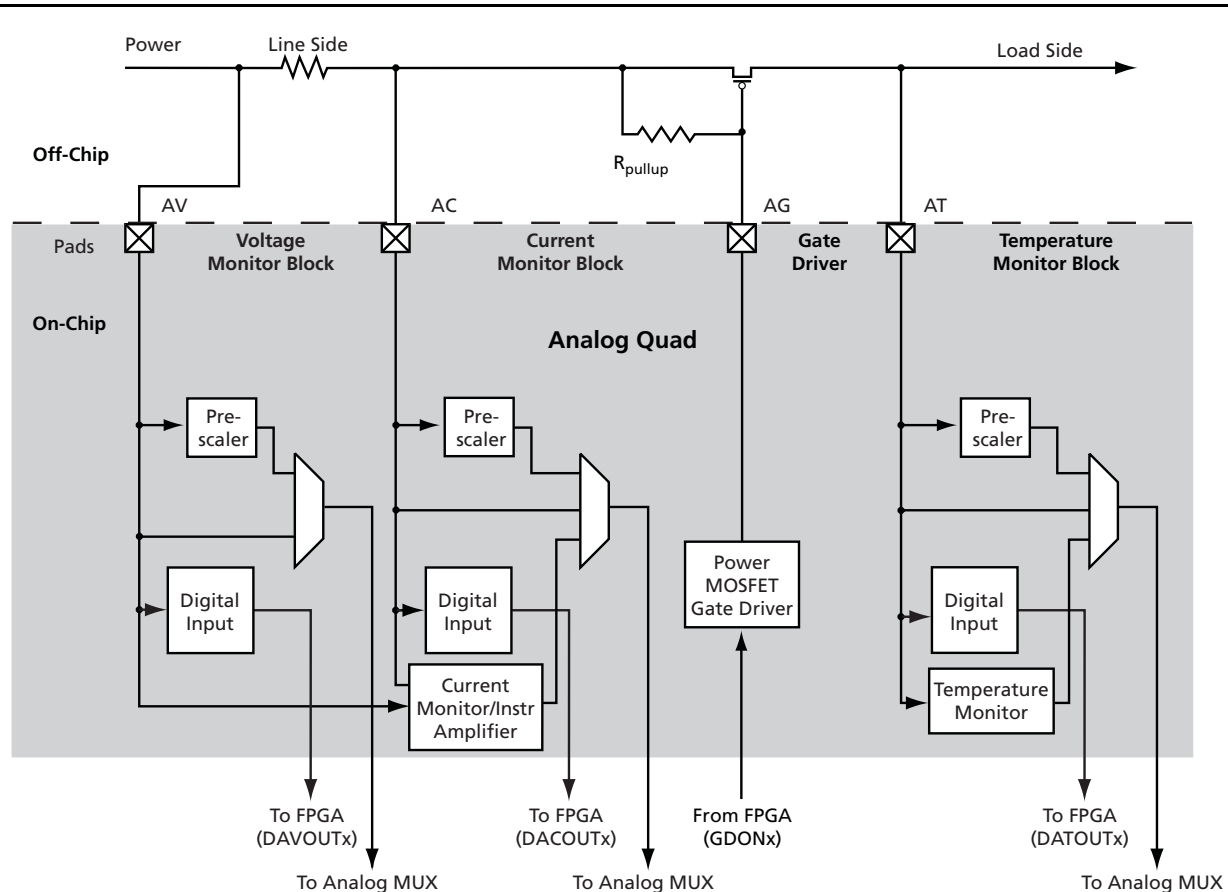 Power
Line Side
Load Side
Off-Chip
Rpullup
AV
AC
AG
AT
Pads
Voltage
Monitor Block
Current
Monitor Block
Gate
Driver
Temperature
Monitor Block
On-Chip
Analog Quad
Pre-
scaler
Pre-
scaler
Pre-
scaler
Power
MOSFET
Gate Driver
Digital
Input
Digital
Input
Digital
Input
Current
Monitor/Instr
Amplifier
Temperature
Monitor
To FPGA
(DAVOUTx)
To FPGA
(DACOUTx)
From FPGA
(GDONx)
To FPGA
(DATOUTx)
To Analog MUX
To Analog MUX
To Analog MUX